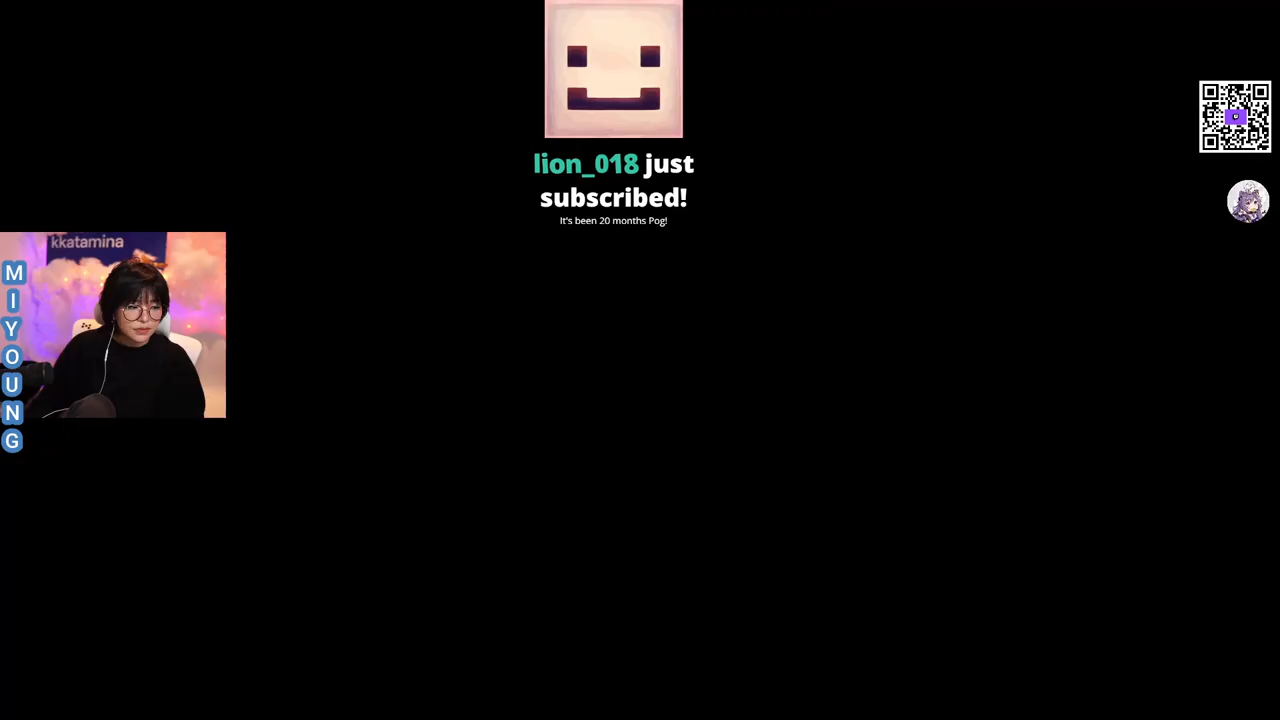 lion_018 just
subscribed!
It's been 20 months Pog!
kkatamina
M
I
Y
O
U
N
G